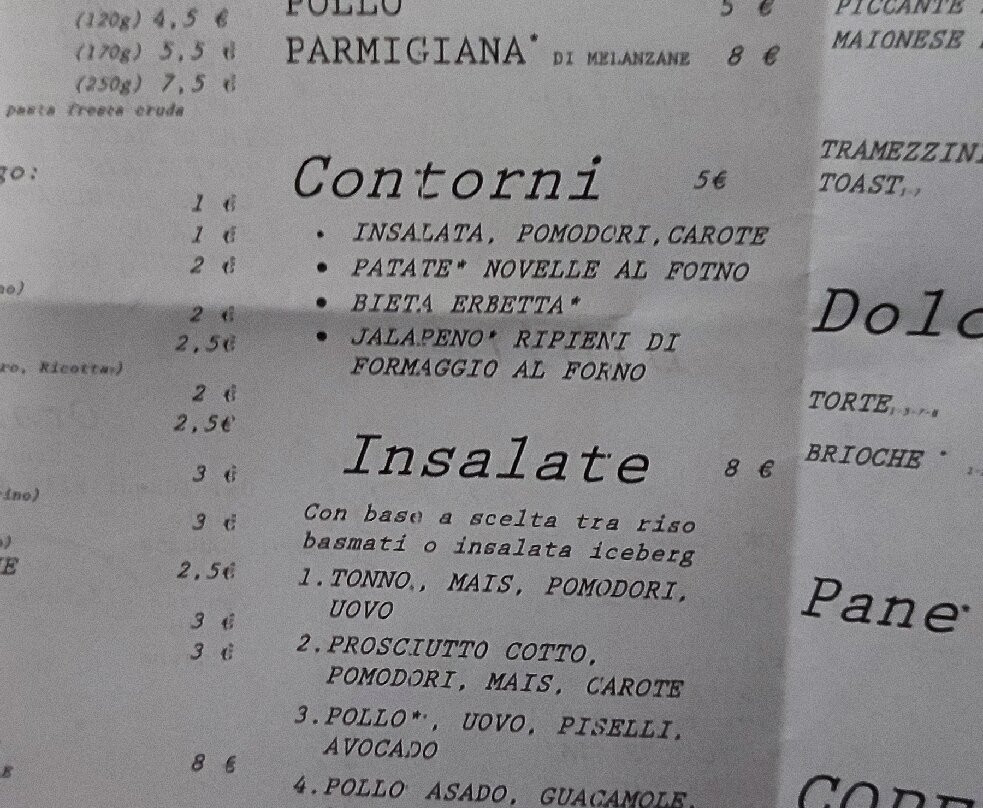 (120g) 4,5 €
(170g) 5,5 €
(250g) 7,5 €
pasta fresca cruda
go:
1 €
1 €
2 €
no)
2 €
2,5€
ro, Ricotta)
2 €
2,5€
3 €
rino)
3 €
o)
2,5€
3 €
3 €
8 €
POLLO 5 €
PARMIGIANA* DI MELANZANE 8 €
Contorni 5€
• INSALATA, POMODORI, CAROTE
• PATATE* NOVELLE AL FOTNO
• BIETA ERBETTA*
• JALAPENO* RIPIENI DI
FORMAGGIO AL FORNO
Insalate 8 €
Con base a scelta tra riso
basmati o insalata iceberg
1. TONNO, MAIS, POMODORI,
UOVO
2. PROSCIUTTO COTTO,
POMODORI, MAIS, CAROTE
3. POLLO*, UOVO, PISELLI,
AVOCADO
4. POLLO ASADO, GUACAMOLE,
PICCANTE
MAIONESE
TRAMEZZINI
TOAST
Dolc
TORTE
BRIOCHE *
Pane*